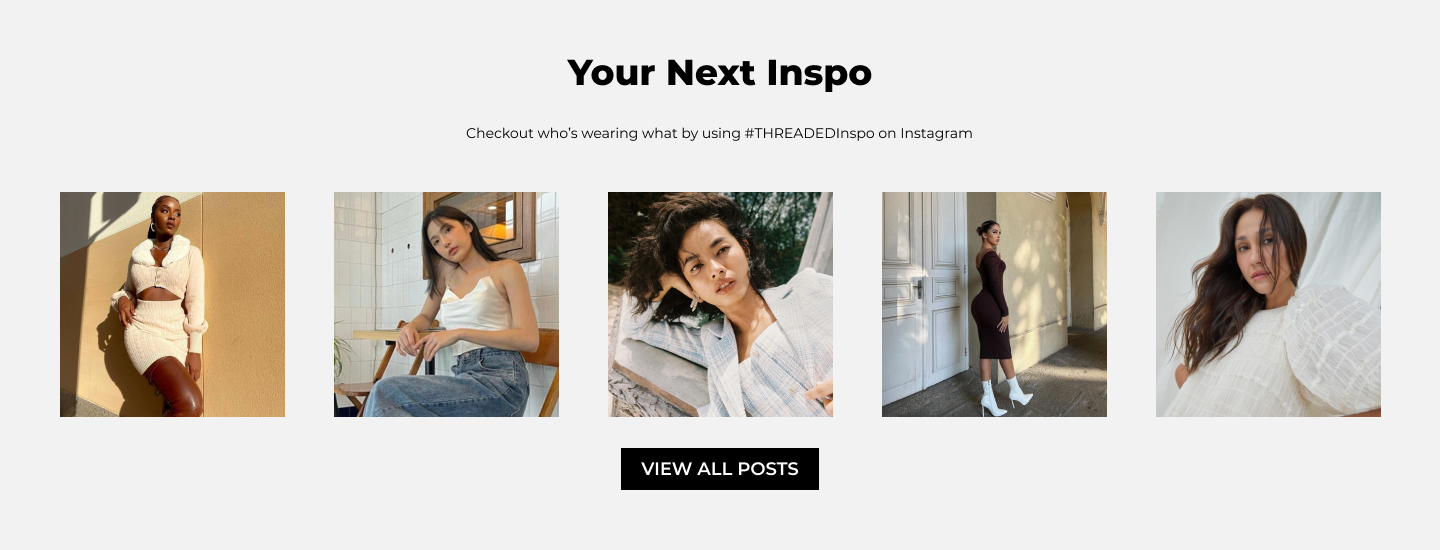 Your Next Inspo
Checkout who’s wearing what by using #THREADEDInspo on Instagram
VIEW ALL POSTS